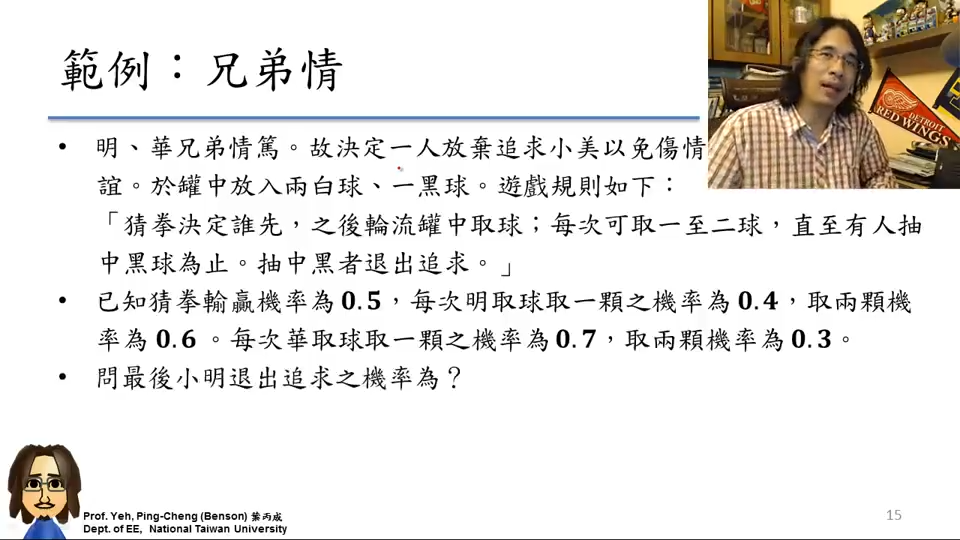 範例：兄弟情
• 明、華兄弟情篤。故決定一人放棄追求小美以免傷情
誼。於罐中放入兩白球、一黑球。遊戲規則如下：
「猜拳決定誰先，之後輪流罐中取球；每次可取一至二球，直至有人抽
中黑球為止。抽中黑者退出追求。」
• 已知猜拳輸贏機率為 0.5，每次明取球取一顆之機率為 0.4，取兩顆機
率為 0.6 。每次華取球取一顆之機率為 0.7，取兩顆機率為 0.3。
• 問最後小明退出追求之機率為？
DETROIT
RED WINGS
Prof. Yeh, Ping-Cheng (Benson) 葉丙成
Dept. of EE, National Taiwan University
15